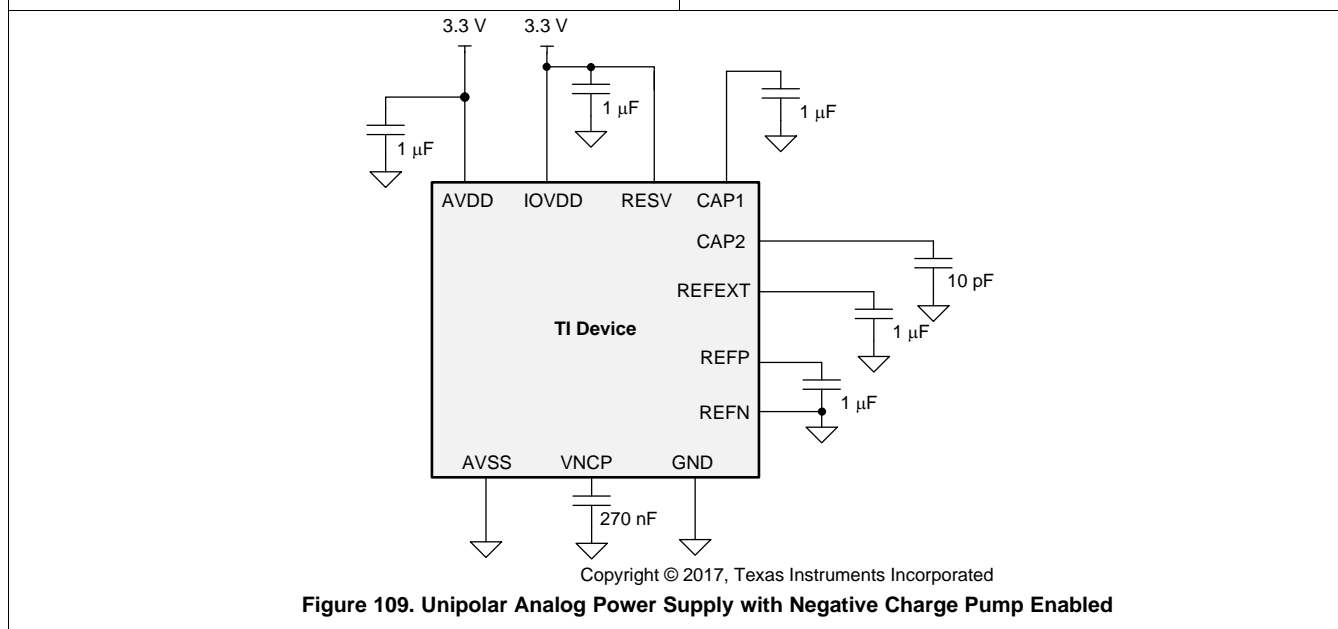 3.3 V
3.3 V
1 μF
1 μF
1 μF
AVDD
IOVDD
RESV
CAP1
CAP2
10 pF
REFEXT
1 μF
TI Device
REFP
1 μF
REFN
AVSS
VNCP
GND
270 nF
Copyright © 2017, Texas Instruments Incorporated
Figure 109. Unipolar Analog Power Supply with Negative Charge Pump Enabled